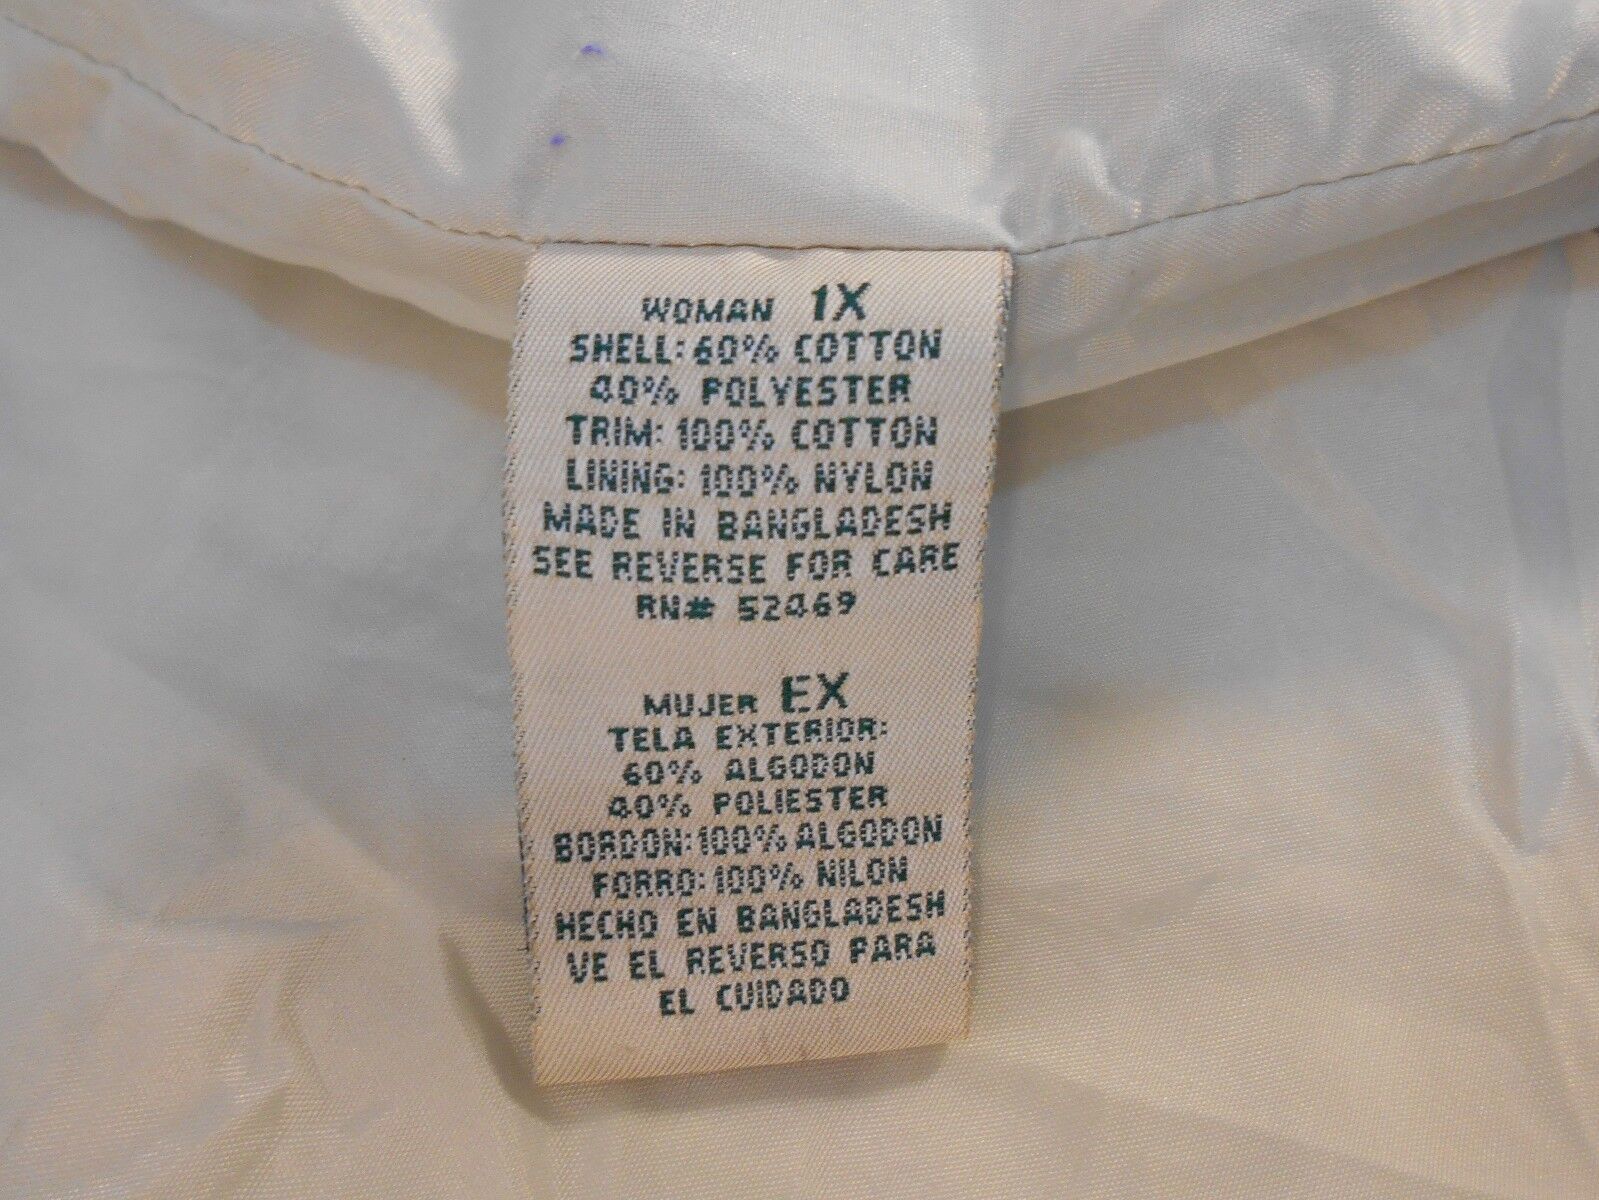 WOMAN 1X
SHELL: 60% COTTON
40% POLYESTER
TRIM: 100% COTTON
LINING: 100% NYLON
MADE IN BANGLADESH
SEE REVERSE FOR CARE
RN# 52469
MUJER EX
TELA EXTERIOR:
60% ALGODON
40% POLIESTER
BORDON: 100% ALGODON
FORRO: 100% NILON
HECHO EN BANGLADESH
VE EL REVERSO PARA
EL CUIDADO